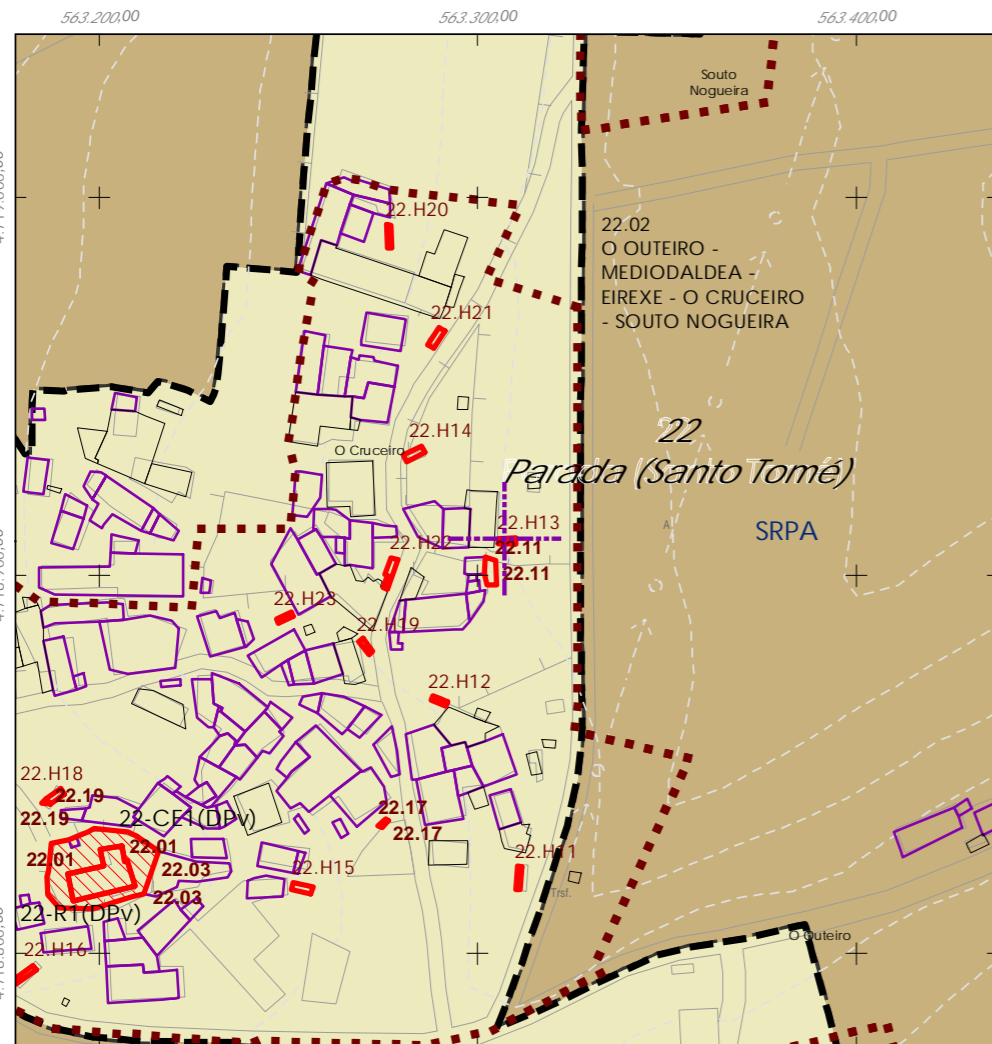 563.200,00
563.300,00
563.400,00
Souto
Nogueira
22.H20
22.02
O OUTEIRO -
MEDIODALDEA -
EIREXE - O CRUCEIRO
- SOUTO NOGUEIRA
22.H21
22.H14
O Cruceiro
22
Parada (Santo Tomé)
22.H13
SRPA
A
22.H22
22.11
22.11
22.H23
22.H19
22.H12
22.H18
22.19
22.19
22-CE1(DPv)
22.17
22.17
22.01
22.01
22.03
22.H15
22.H11
22.03
Trsf.
22-R1(DPv)
O Outeiro
22.H16